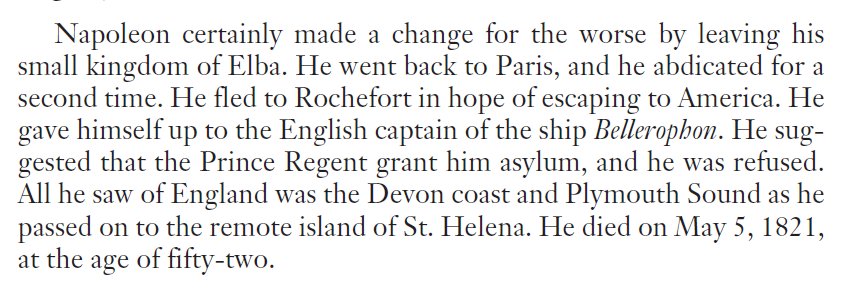 Napoleon certainly made a change for the worse by leaving his
small kingdom of Elba. He went back to Paris, and he abdicated for a
second time. He fled to Rochefort in hope of escaping to America. He
gave himself up to the English captain of the ship Bellerophon. He sug-
gested that the Prince Regent grant him asylum, and he was refused.
All he saw of England was the Devon coast and Plymouth Sound as he
passed on to the remote island of St. Helena. He died on May 5, 1821,
at the age of fifty-two.